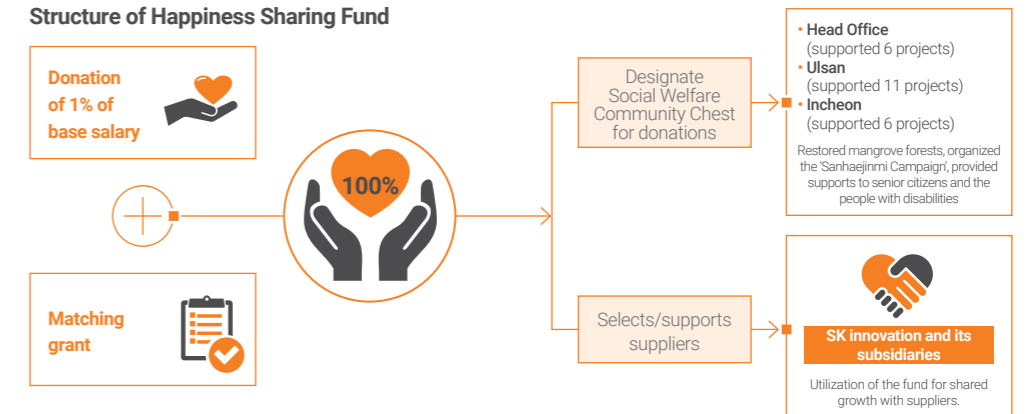 Structure of Happiness Sharing Fund
Donation
of 1% of
base salary
Matching
grant
100%
Designate
Social Welfare
Community Chest
for donations
Selects/supports
suppliers
• Head Office
(supported 6 projects)
• Ulsan
(supported 11 projects)
• Incheon
(supported 6 projects)
Restored mangrove forests, organized
the 'Sanhaejinmi Campaign', provided
supports to senior citizens and the
people with disabilities
SK innovation and its
subsidiaries
Utilization of the fund for shared
growth with suppliers.